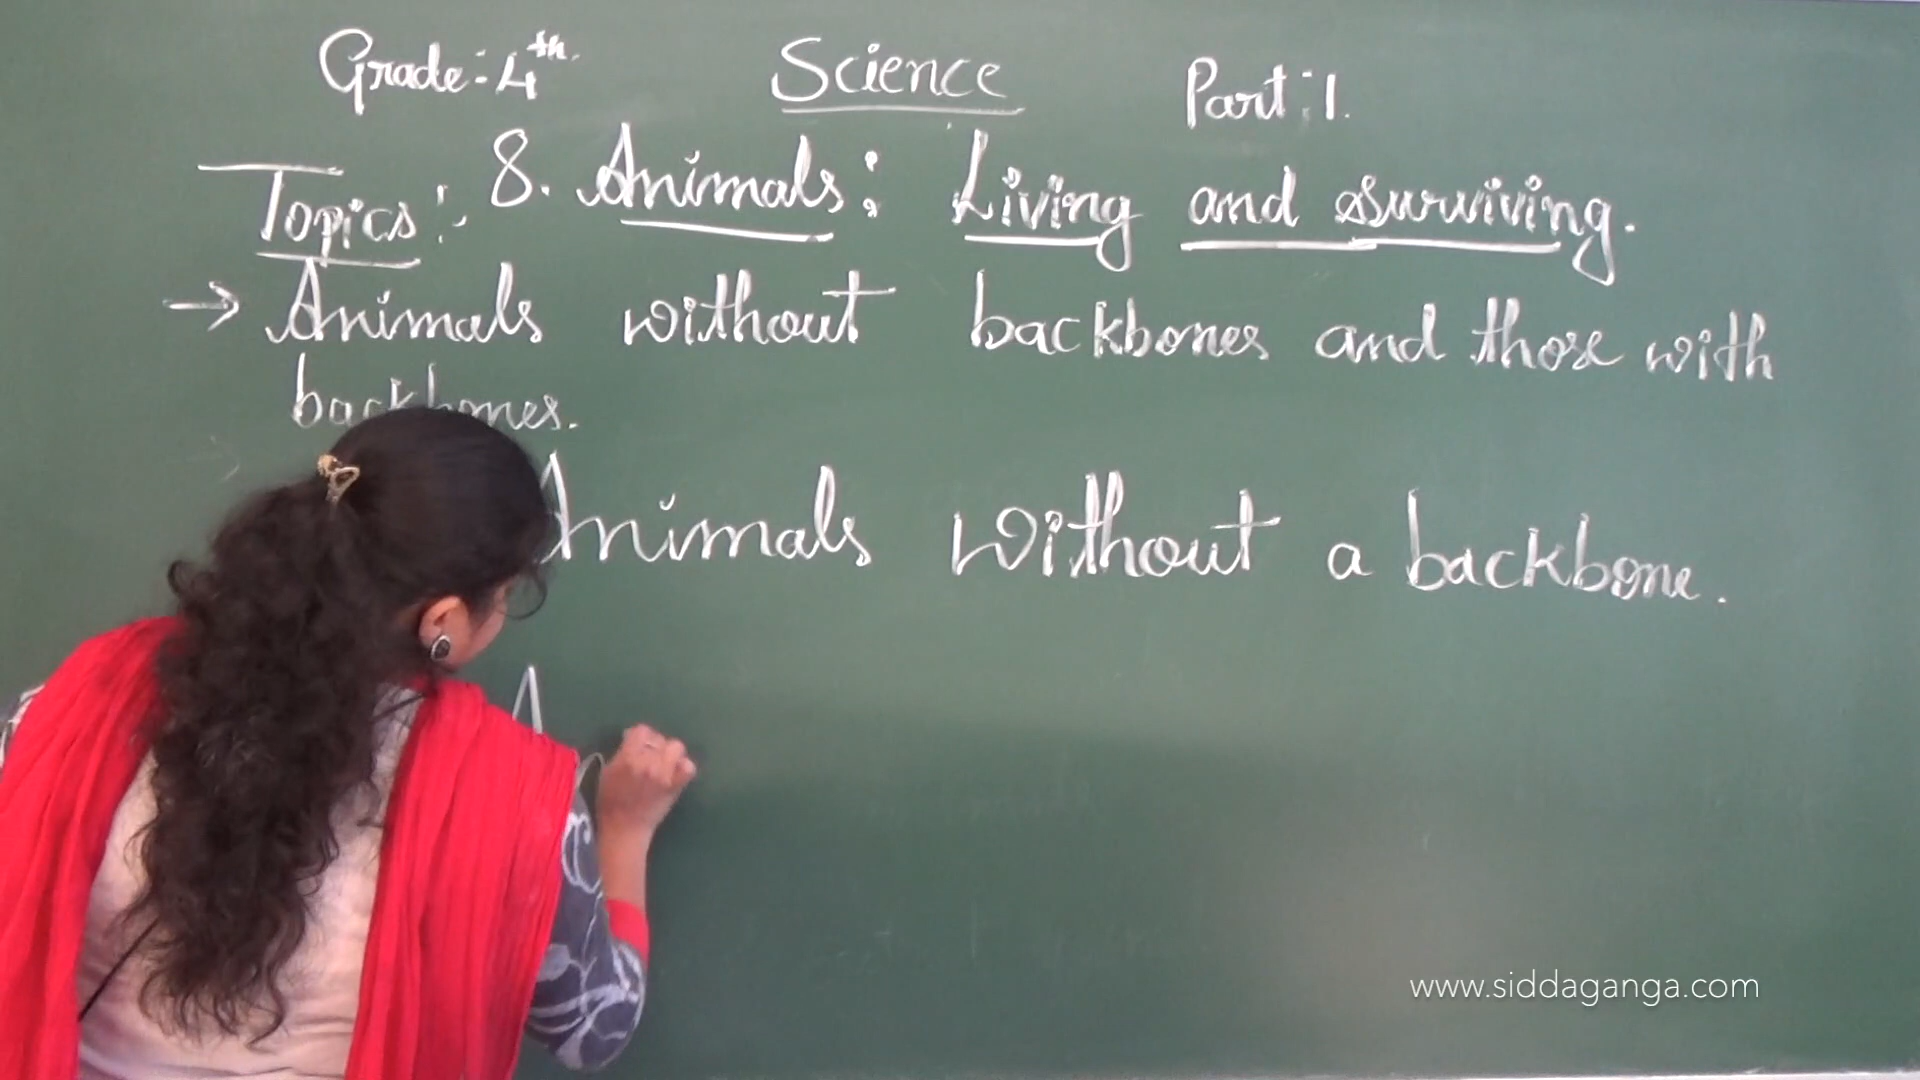 Grade:- 4th. Science Part:1.
8. Animals: Living and surviving.
Topics:-
→ Animals without backbones and those with
backbones.
Animals without a backbone.
A
www.siddaganga.com